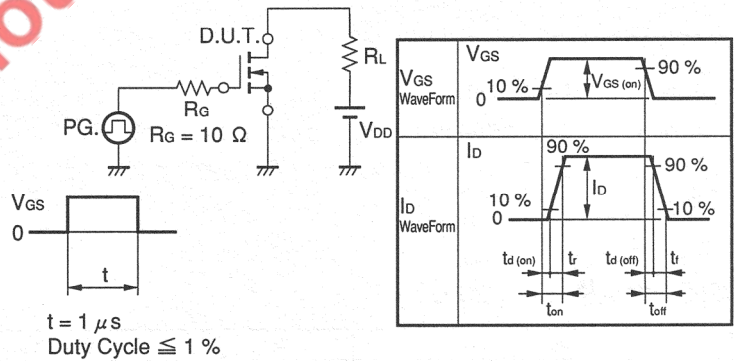 D.U.T.
RL
RG
PG.
RG = 10 Ω
VDD
VGS
0
t
t = 1 μs
Duty Cycle ≦ 1 %
VGS
WaveForm
VGS
10 %
0
VGS (on)
90 %
ID
WaveForm
ID
90 %
10 %
0
ID
90 %
10 %
td (on)
tr
td (off)
tf
ton
toff